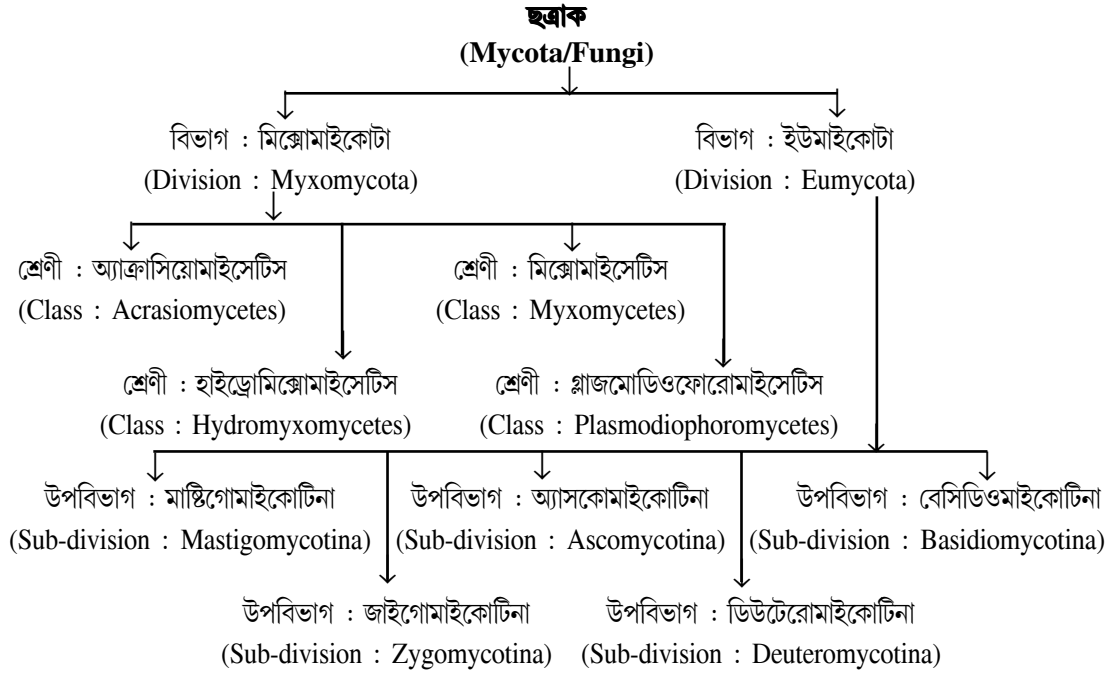 ছত্রাক
(Mycota/Fungi)
বিভাগ : মিক্সোমাইকোটা
(Division : Myxomycota)
বিভাগ : ইউমাইকোটা
(Division : Eumycota)
শ্রেণী : অ্যাক্রাসিয়োমাইসেটিস
(Class : Acrasiomycetes)
শ্রেণী : মিক্সোমাইসেটিস
(Class : Myxomycetes)
শ্রেণী : হাইড্রোমিক্সোমাইসেটিস
(Class : Hydromyxomycetes)
শ্রেণী : প্লাজমোডিওফোরোমাইসেটিস
(Class : Plasmodiophoromycetes)
উপবিভাগ : মাষ্টিগোমাইকোটিনা
(Sub-division : Mastigomycotina)
উপবিভাগ : অ্যাসকোমাইকোটিনা
(Sub-division : Ascomycotina)
উপবিভাগ : বেসিডিওমাইকোটিনা
(Sub-division : Basidiomycotina)
উপবিভাগ : জাইগোমাইকোটিনা
(Sub-division : Zygomycotina)
উপবিভাগ : ডিউটেরোমাইকোটিনা
(Sub-division : Deuteromycotina)